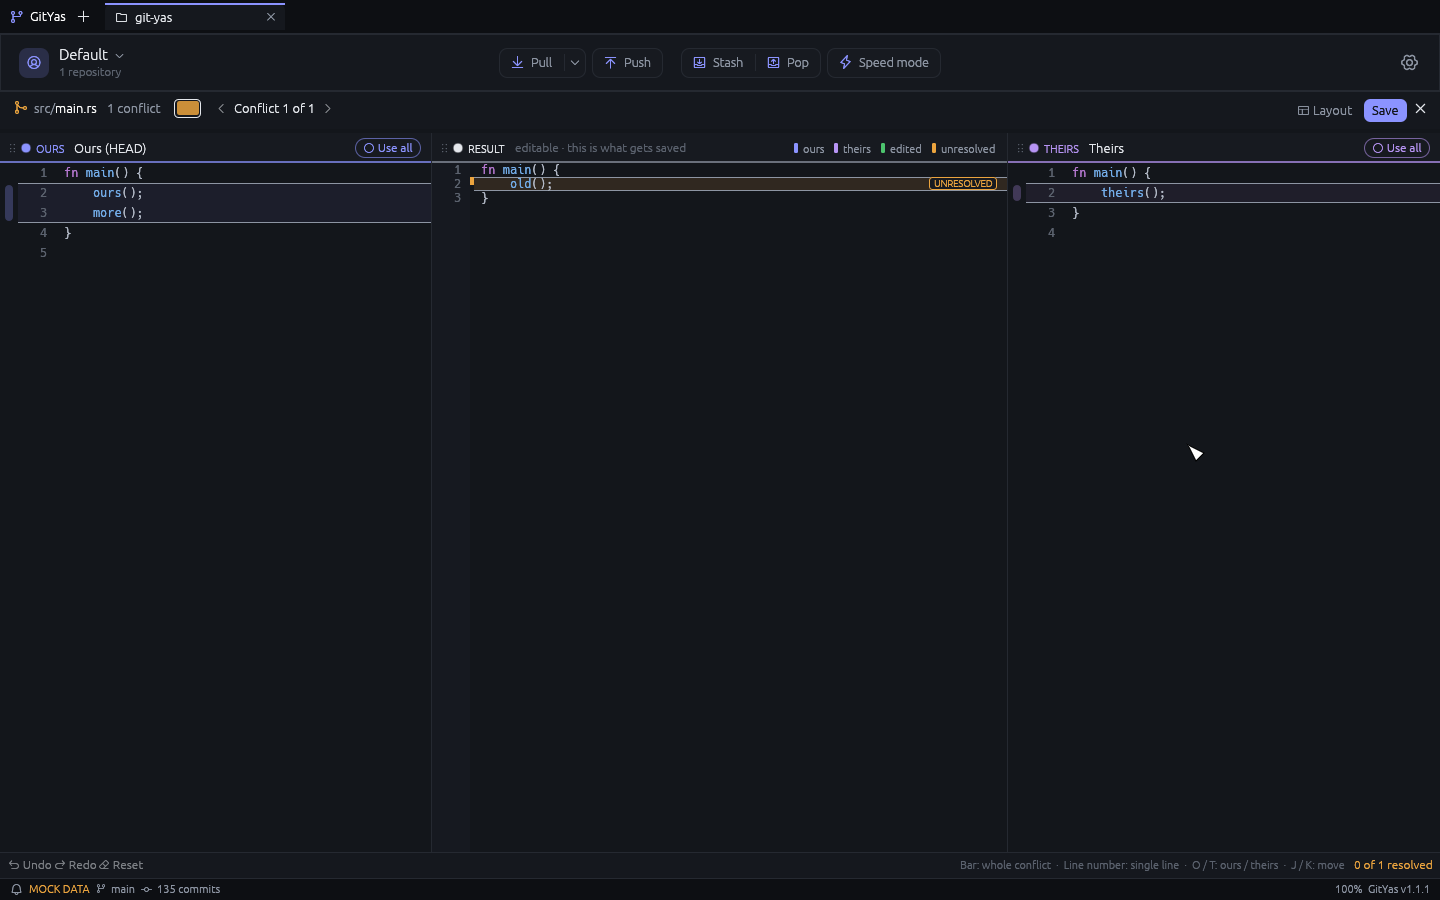 GitYas
git-yas
Default
1 repository
Pull
Push
Stash
Pop
Speed mode
src/main.rs 1 conflict
Conflict 1 of 1
Layout
Save
OURS Ours (HEAD)
Use all
RESULT editable · this is what gets saved
ours theirs edited unresolved
THEIRS Theirs
Use all
1 fn main() {
2 ours();
3 more();
4 }
5
1 fn main() {
2 old();
UNRESOLVED
3 }
1 fn main() {
2 theirs();
3 }
4
Undo Redo Reset
Bar: whole conflict · Line number: single line · O / T: ours / theirs · J / K: move 0 of 1 resolved
MOCK DATA main 135 commits
100% GitYas v1.1.1